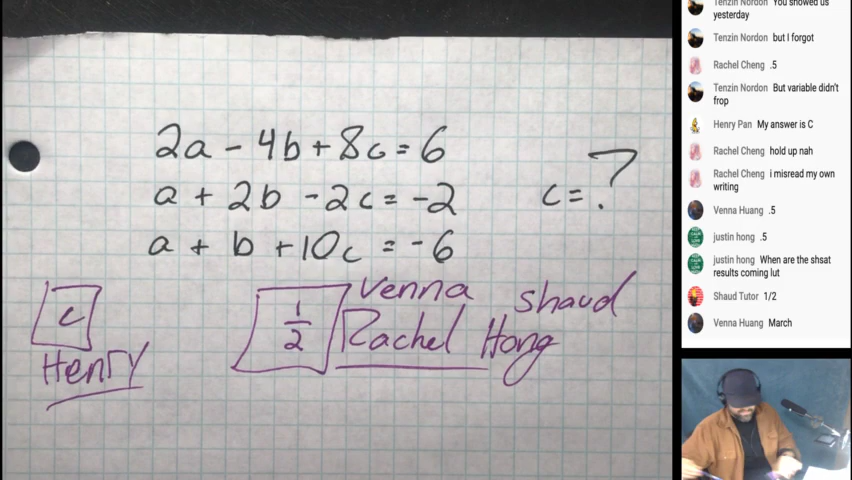 2a - 4b + 8c = 6
a + 2b - 2c = -2
a + b + 10c = -6
c = ?
c
Henry
1/2
Venna
Shaud
Rachel
Hong
Tenzin Nordon You showed us
yesterday
Tenzin Nordon but I forgot
Rachel Cheng .5
Tenzin Nordon But variable didn't
frop
Henry Pan My answer is C
Rachel Cheng hold up nah
Rachel Cheng i misread my own
writing
Venna Huang .5
justin hong .5
justin hong When are the shsat
results coming lut
Shaud Tutor 1/2
Venna Huang March